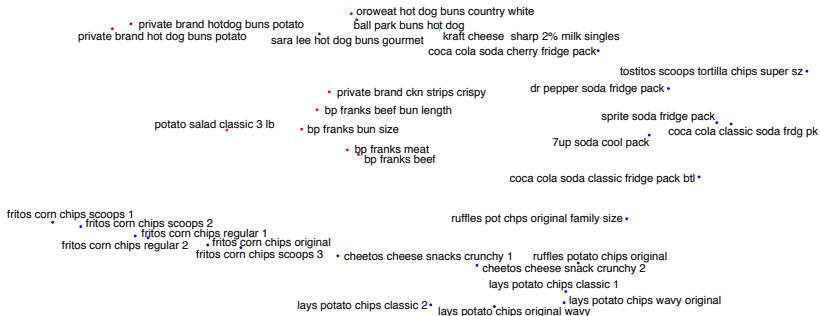 oroweat hot dog buns country white
private brand hotdog buns potato
ball park buns hot dog
private brand hot dog buns potato
sara lee hot dog buns gourmet
kraft cheese sharp 2% milk singles
coca cola soda cherry fridge pack
tostitos scoops tortilla chips super sz
dr pepper soda fridge pack
private brand ckn strips crispy
bp franks beef bun length
sprite soda fridge pack
potato salad classic 3 lb
bp franks bun size
coca cola classic soda frdg pk
7up soda cool pack
bp franks meat
bp franks beef
coca cola soda classic fridge pack btl
fritos corn chips scoops 1
fritos corn chips scoops 2
ruffles pot chps original family size
fritos corn chips regular 1
fritos corn chips regular 2
fritos corn chips original
fritos corn chips scoops 3
cheetos cheese snacks crunchy 1
ruffles potato chips original
cheetos cheese snack crunchy 2
lays potato chips classic 1
lays potato chips classic 2
lays potato chips wavy original
lays potato chips original wavy